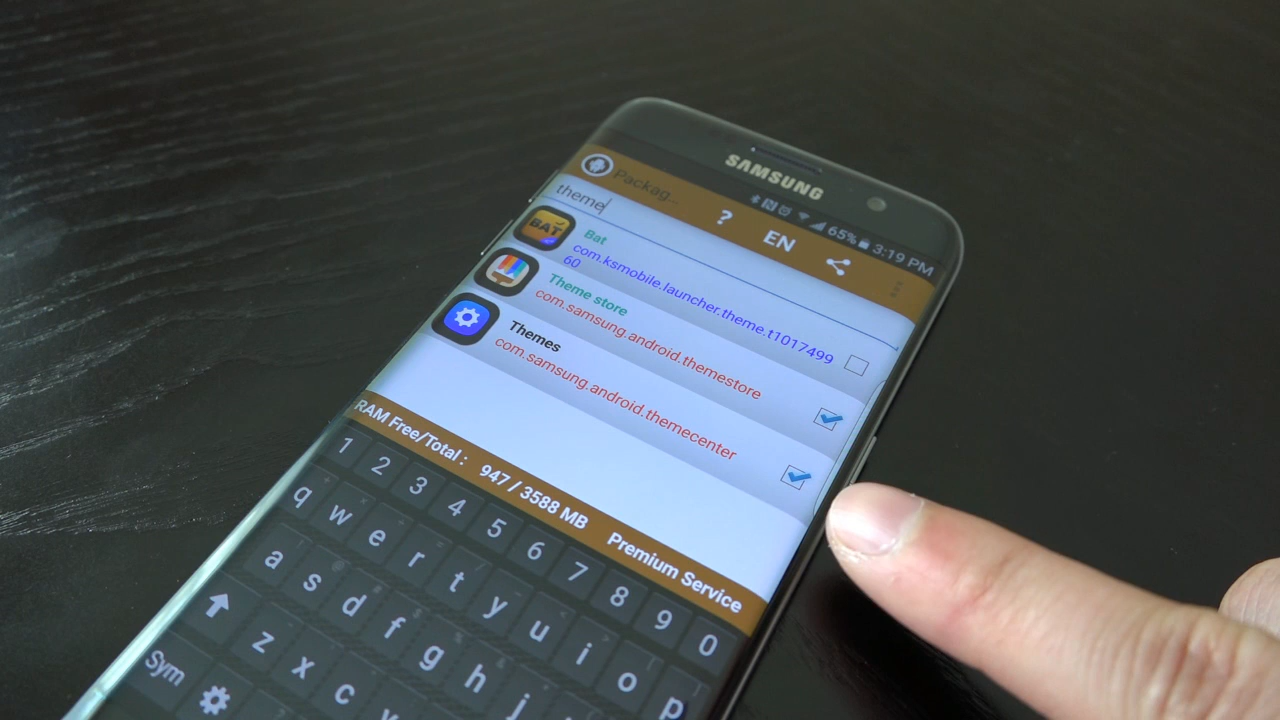 SAMSUNG
65% 3:19 PM
Packag...
? EN
theme
BAT
Bat
com.ksmobile.launcher.theme.t1017499
60
Theme store
com.samsung.android.themestore
Themes
com.samsung.android.themecenter
RAM Free/Total : 947 / 3588 MB Premium Service
1 2 3 4 5 6 7 8 9 0
q w e r t y u i o p
a s d f g h j
z x c
Sym